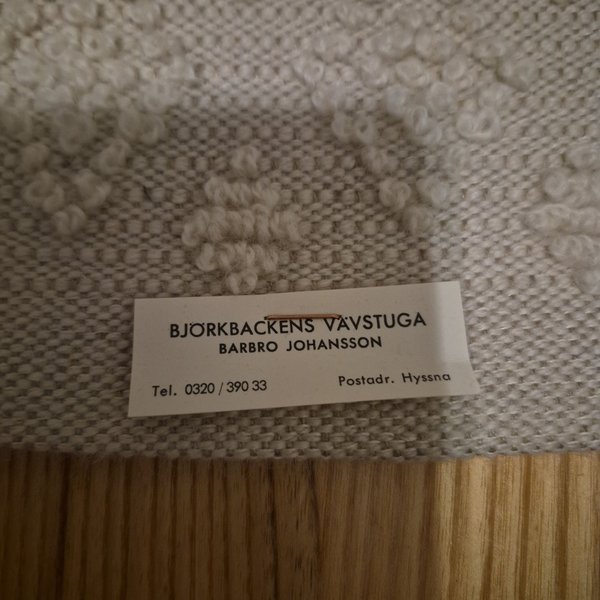 BJÖRKBACKENS VÄVSTUGA
BARBRO JOHANSSON
Tel. 0320 / 390 33 Postadr. Hyssna